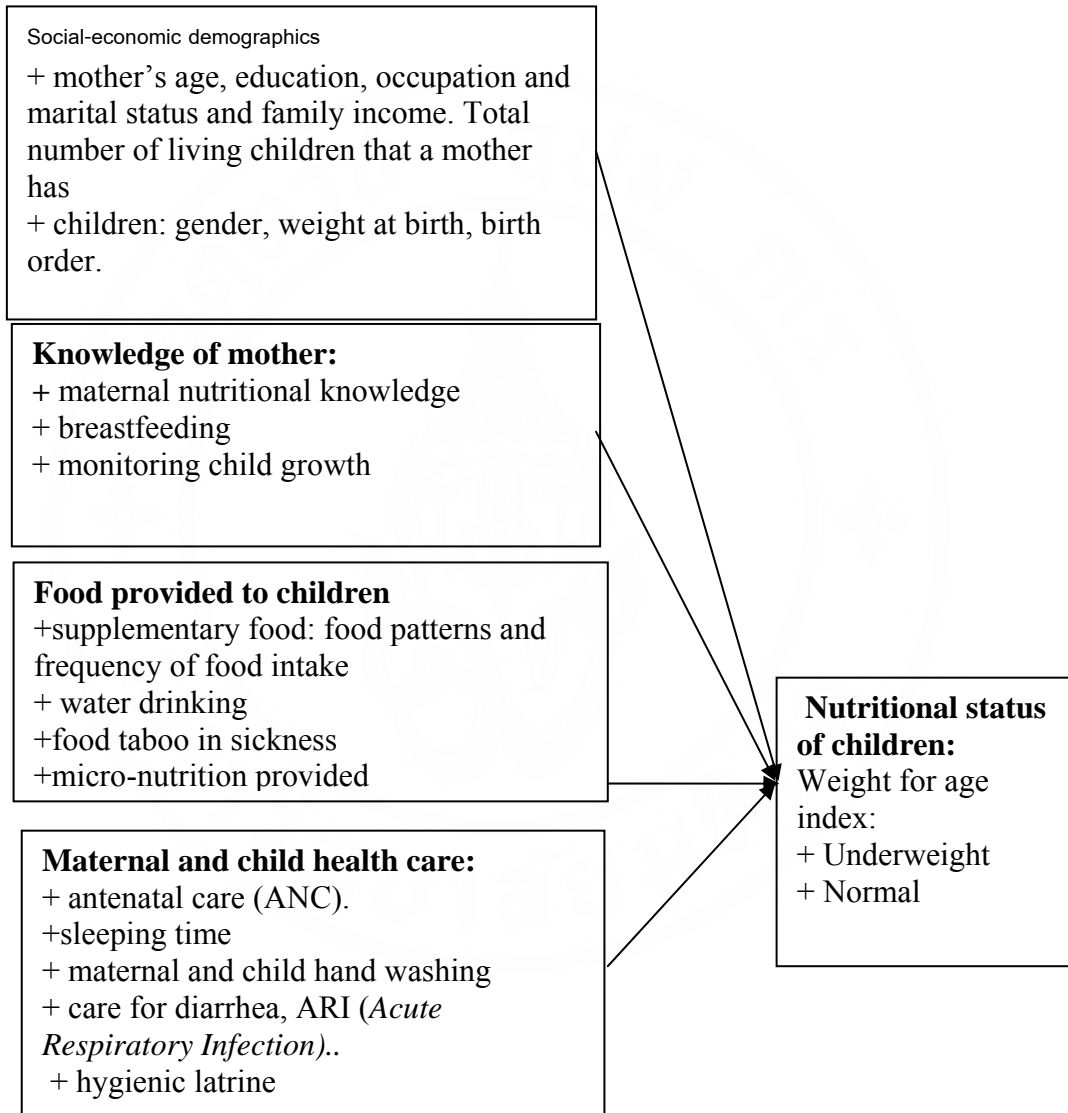 Social-economic demographics
+ mother’s age, education, occupation and
marital status and family income. Total
number of living children that a mother
has
+ children: gender, weight at birth, birth
order.
Knowledge of mother:
+ maternal nutritional knowledge
+ breastfeeding
+ monitoring child growth
Food provided to children
+supplementary food: food patterns and
frequency of food intake
+ water drinking
+food taboo in sickness
+micro-nutrition provided
Maternal and child health care:
+ antenatal care (ANC).
+sleeping time
+ maternal and child hand washing
+ care for diarrhea, ARI (Acute
Respiratory Infection)..
+ hygienic latrine
Nutritional status
of children:
Weight for age
index:
+ Underweight
+ Normal